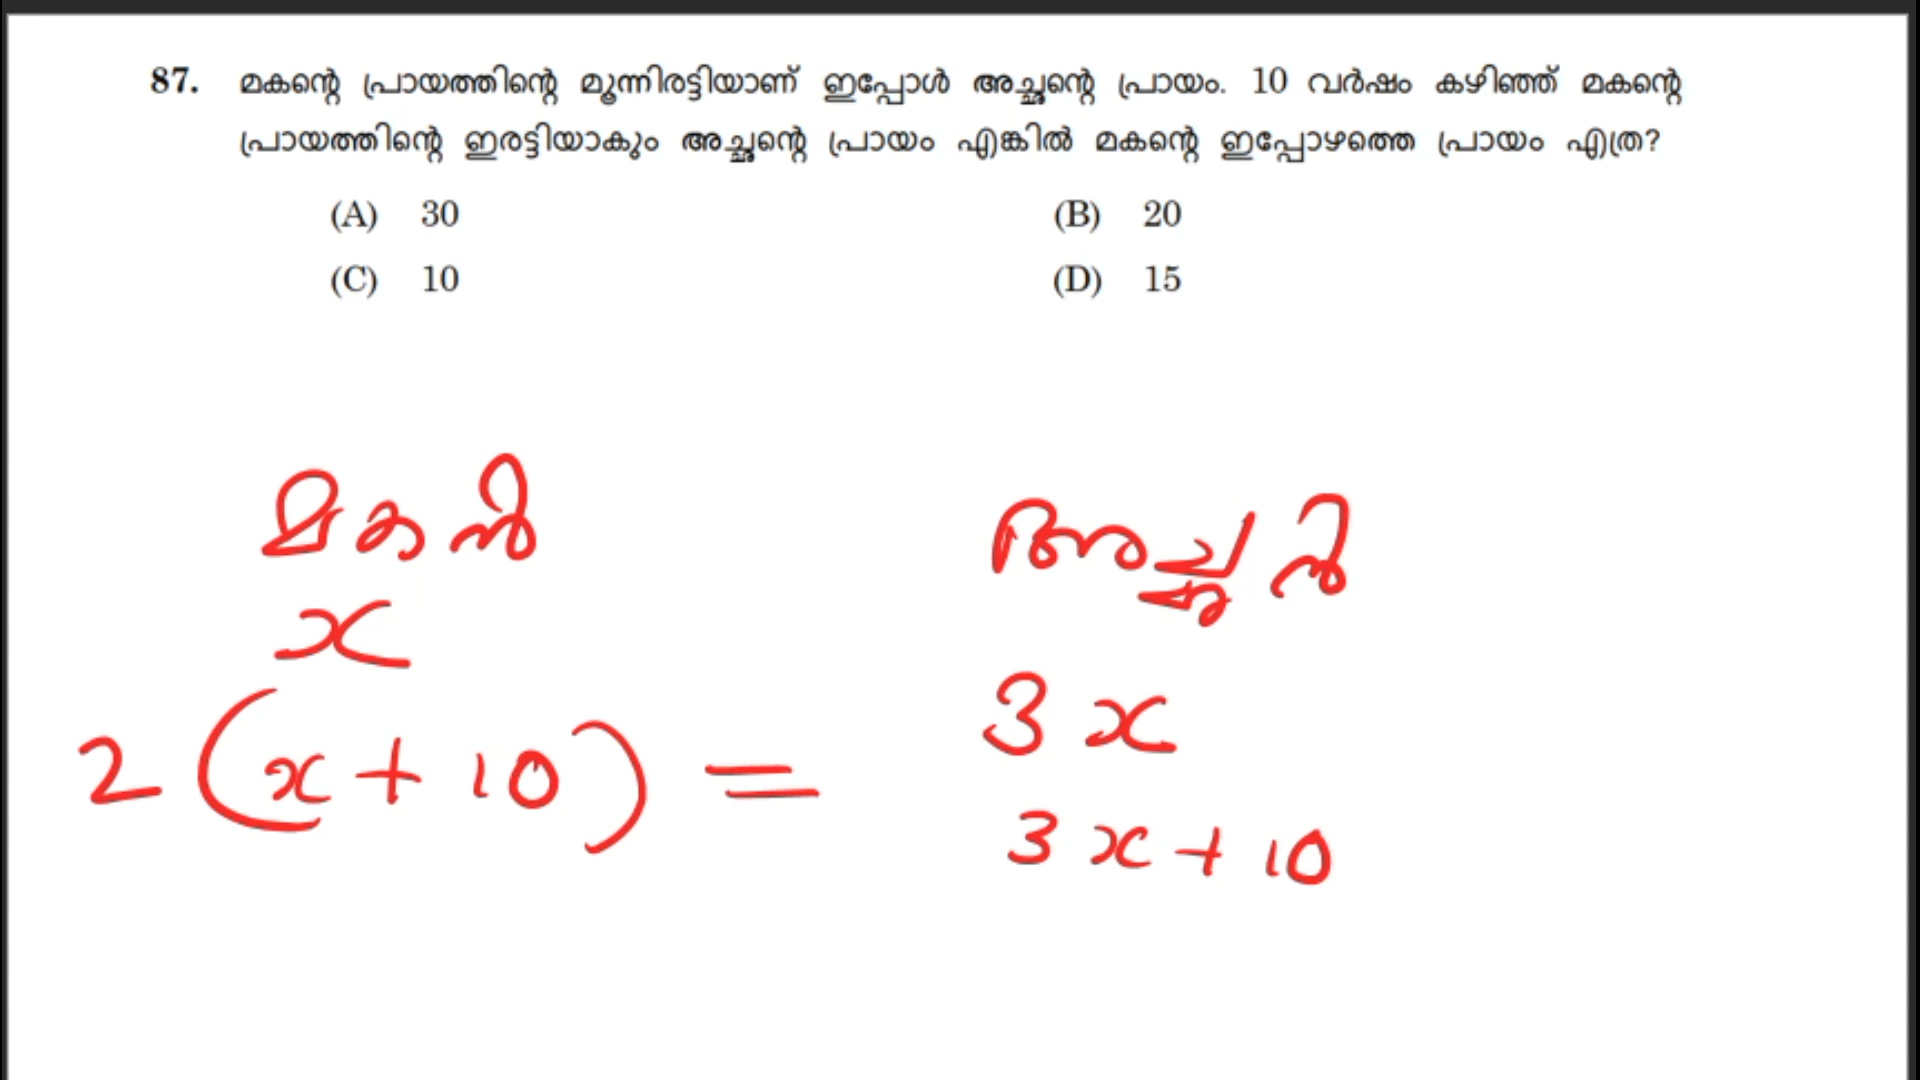 87. മകന്റെ പ്രായത്തിന്റെ മൂന്നിരട്ടിയാണ് ഇപ്പോൾ അച്ഛന്റെ പ്രായം. 10 വർഷം കഴിഞ്ഞ് മകന്റെ
പ്രായത്തിന്റെ ഇരട്ടിയാകും അച്ഛന്റെ പ്രായം എങ്കിൽ മകന്റെ ഇപ്പോഴത്തെ പ്രായം എത്ര?
(A) 30 (B) 20
(C) 10 (D) 15
മകൻ അച്ഛൻ
x
3x
2(x+10) =
3x+10